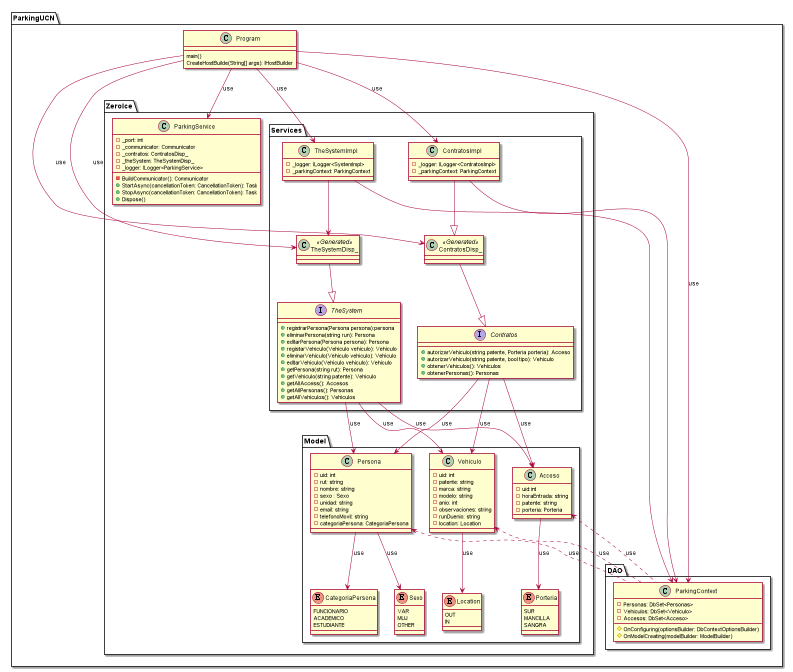 ParkingUCN
Program
main()
CreateHostBuilde(String[] args): IHostBuilder
use
use
use
use
use
use
ZeroIce
ParkingService
_port: int
_communicator: Communicator
_contratos: ContratosDisp_
_theSystem: TheSystemDisp_
_logger: ILogger<ParkingService>
BuildCommunicator(): Communicator
StartAsync(cancellationToken: CancellationToken): Task
StopAsync(cancellationToken: CancellationToken): Task
Dispose()
Services
TheSystemImpl
_logger: ILogger<SystemImpl>
_parkingContext: ParkingContext
ContratosImpl
_logger: ILogger<ContratosImpl>
_parkingContext: ParkingContext
«Generated»
TheSystemDisp_
«Generated»
ContratosDisp_
TheSystem
registrarPersona(Persona persona):persona
eliminarPersona(string run): Persona
editarPersona(Persona persona): Persona
registarVehiculo(Vehiculo vehiculo): Vehiculo
eliminarVehiculo(Vehiculo vehiculo): Vehiculo
editarVehiculo(Vehiculo vehiculo): Vehiculo
getPersona(string rut): Persona
getVehiculo(string patente): Vehiculo
getAllAccess(): Accesos
getAllPersonas(): Personas
getAllVehiculos(): Vehiculos
Contratos
autorizarVehiculo(string patente, Porteria porteria): Acceso
autorizarVehiculo(string patente, bool tipo): Vehiculo
obtenerVehiculos(): Vehiculos
obtenerPersonas(): Personas
use
use
use
use
use
Model
Persona
uid: int
rut: string
nombre: string
sexo : Sexo
unidad: string
email: string
telefonoMovil: string
categoriaPersona: CategoriaPersona
Vehiculo
uid: int
patente: string
marca: string
modelo: string
anio: int
observaciones: string
runDuenio: string
location: Location
Acceso
uid:int
horaEntrada: string
patente: string
porteria: Porteria
use
use
use
use
use
use
use
CategoriaPersona
FUNCIONARIO
ACADEMICO
ESTUDIANTE
Sexo
VAR
MUJ
OTHER
Location
OUT
IN
Porteria
SUR
MANCILLA
SANGRA
DAO
ParkingContext
Personas: DbSet<Personas>
Vehiculos: DbSet<Vehiculo>
Accesos: DbSet<Acceso>
OnConfiguring(optionsBuilder: DbContextOptionsBuilder)
OnModelCreating(modelBuilder: ModelBuilder)